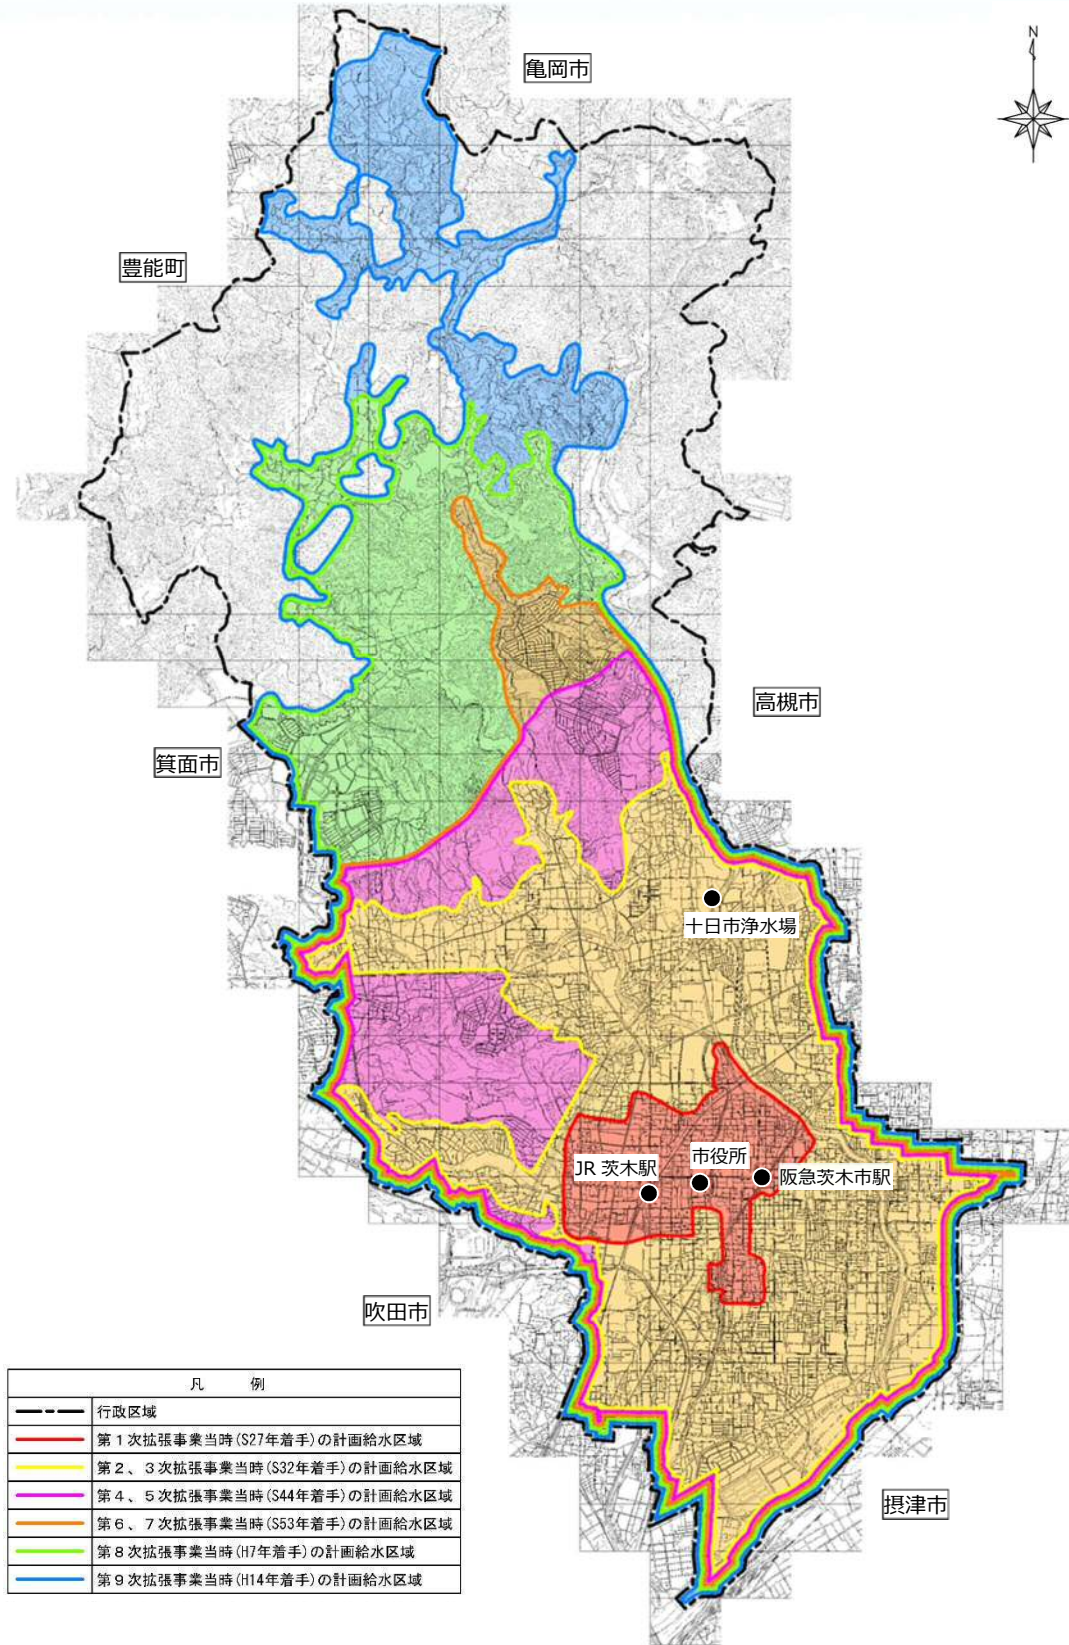 N
亀岡市
豊能町
高槻市
箕面市
十日市浄水場
JR 茨木駅
市役所
阪急茨木市駅
吹田市
摂津市
凡　例
行政区域
第1次拡張事業当時(S27年着手)の計画給水区域
第2、3次拡張事業当時(S32年着手)の計画給水区域
第4、5次拡張事業当時(S44年着手)の計画給水区域
第6、7次拡張事業当時(S53年着手)の計画給水区域
第8次拡張事業当時(H7年着手)の計画給水区域
第9次拡張事業当時(H14年着手)の計画給水区域